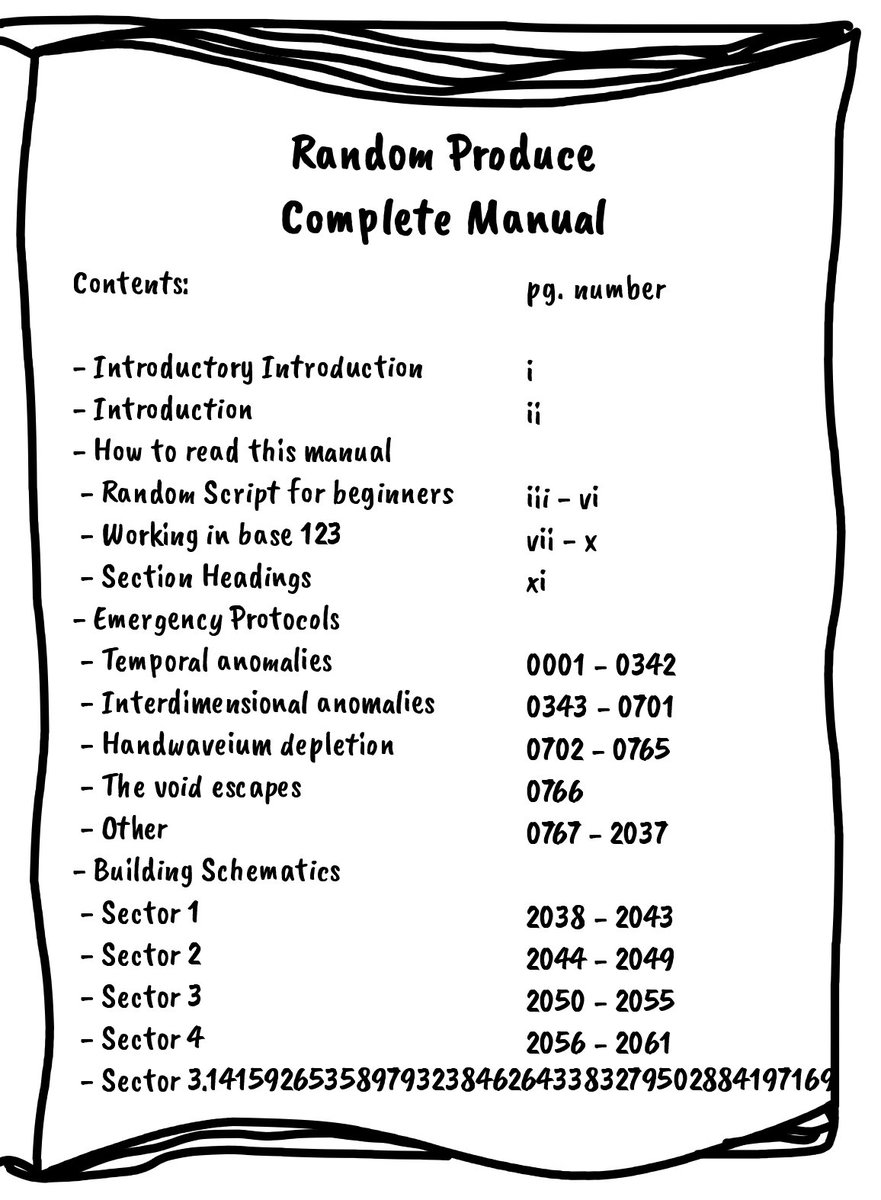 Random Produce
Complete Manual
Contents: pg. number
- Introductory Introduction i
- Introduction ii
- How to read this manual
- Random Script for beginners iii - vi
- Working in base 123 vii - x
- Section Headings xi
- Emergency Protocols
- Temporal anomalies 0001 - 0342
- Interdimensional anomalies 0343 - 0701
- Handwaveium depletion 0702 - 0765
- The void escapes 0766
- Other 0767 - 2037
- Building Schematics
- Sector 1 2038 - 2043
- Sector 2 2044 - 2049
- Sector 3 2050 - 2055
- Sector 4 2056 - 2061
- Sector 3.141592653589793238462643383279502884197169